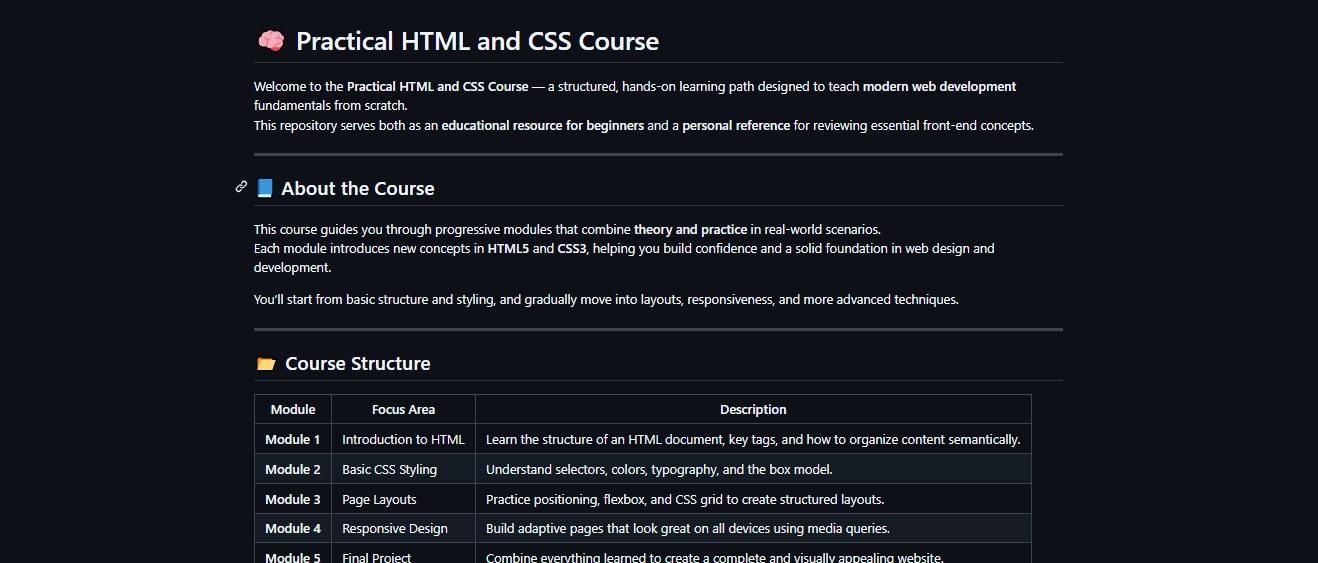 Practical HTML and CSS Course
Welcome to the Practical HTML and CSS Course — a structured, hands-on learning path designed to teach modern web development
fundamentals from scratch.
This repository serves both as an educational resource for beginners and a personal reference for reviewing essential front-end concepts.
About the Course
This course guides you through progressive modules that combine theory and practice in real-world scenarios.
Each module introduces new concepts in HTML5 and CSS3, helping you build confidence and a solid foundation in web design and
development.
You’ll start from basic structure and styling, and gradually move into layouts, responsiveness, and more advanced techniques.
Course Structure
Module Focus Area Description
Module 1 Introduction to HTML Learn the structure of an HTML document, key tags, and how to organize content semantically.
Module 2 Basic CSS Styling Understand selectors, colors, typography, and the box model.
Module 3 Page Layouts Practice positioning, flexbox, and CSS grid to create structured layouts.
Module 4 Responsive Design Build adaptive pages that look great on all devices using media queries.
Module 5 Final Project Combine everything learned to create a complete and visually appealing website.